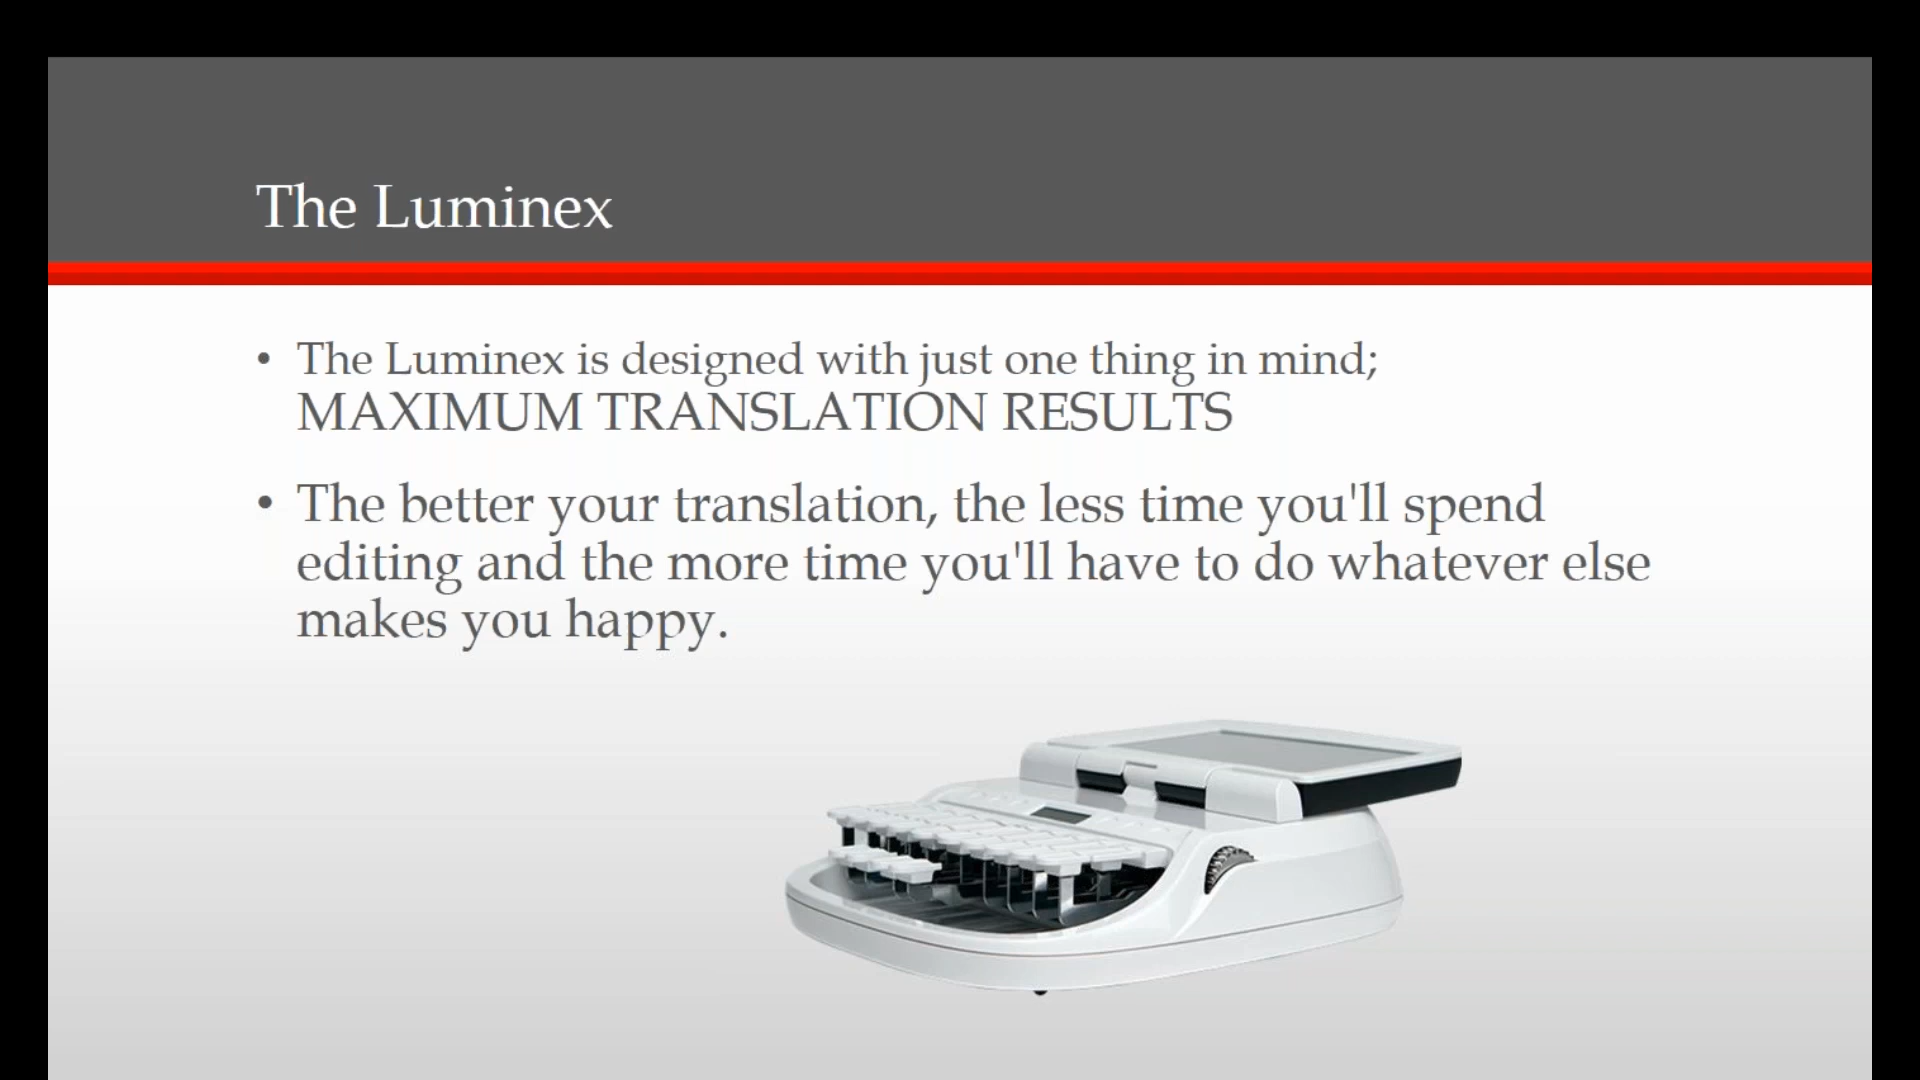 The Luminex
• The Luminex is designed with just one thing in mind;
MAXIMUM TRANSLATION RESULTS
• The better your translation, the less time you'll spend
editing and the more time you'll have to do whatever else
makes you happy.